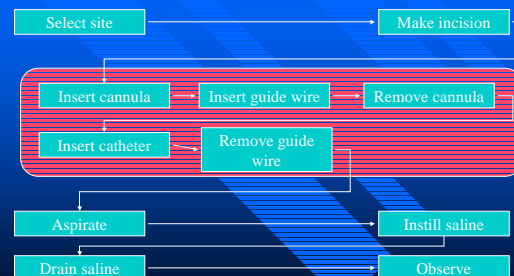 Select site
Make incision
Insert cannula
Insert guide wire
Remove cannula
Insert catheter
Remove guide
wire
Aspirate
Instill saline
Drain saline
Observe